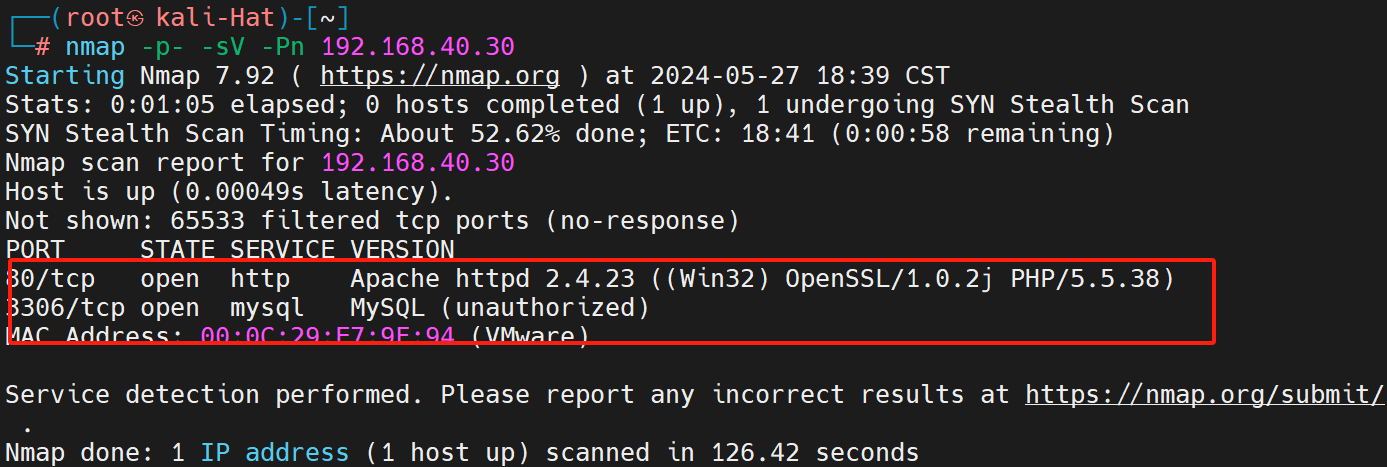 ┌──(root㉿ kali-Hat)-[~]
└─# nmap -p- -sV -Pn 192.168.40.30
Starting Nmap 7.92 ( https://nmap.org ) at 2024-05-27 18:39 CST
Stats: 0:01:05 elapsed; 0 hosts completed (1 up), 1 undergoing SYN Stealth Scan
SYN Stealth Scan Timing: About 52.62% done; ETC: 18:41 (0:00:58 remaining)
Nmap scan report for 192.168.40.30
Host is up (0.00049s latency).
Not shown: 65533 filtered tcp ports (no-response)
PORT     STATE SERVICE VERSION
80/tcp   open  http    Apache httpd 2.4.23 ((Win32) OpenSSL/1.0.2j PHP/5.5.38)
3306/tcp open  mysql   MySQL (unauthorized)
MAC Address: 00:0C:29:E7:9E:94 (VMware)
Service detection performed. Please report any incorrect results at https://nmap.org/submit/
.
Nmap done: 1 IP address (1 host up) scanned in 126.42 seconds